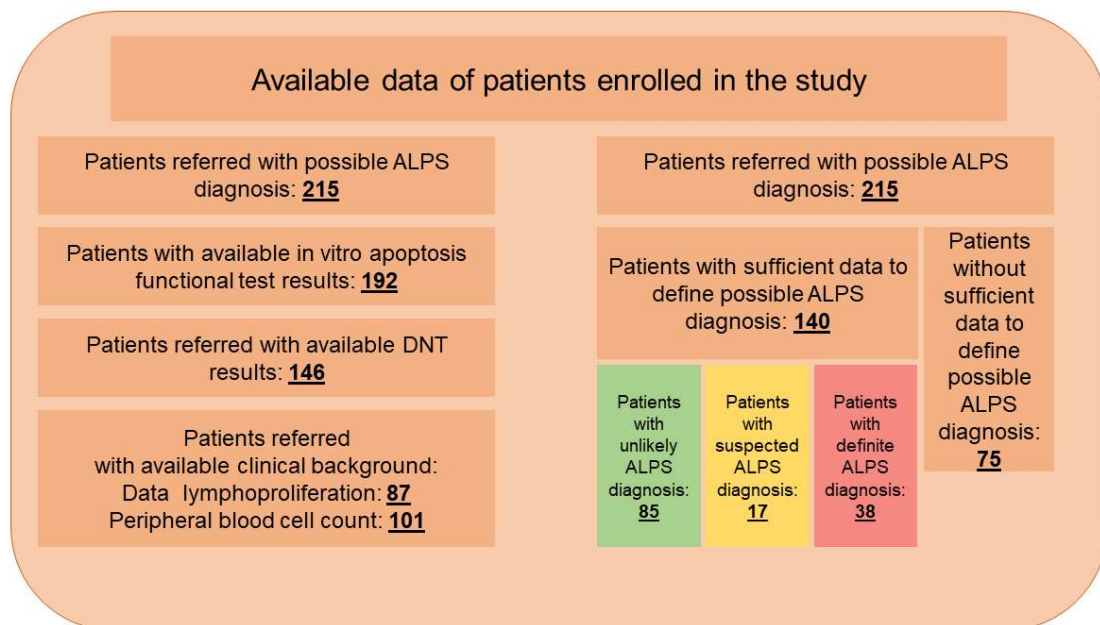 Available data of patients enrolled in the study
Patients referred with possible ALPS
diagnosis: 215
Patients with available in vitro apoptosis
functional test results: 192
Patients referred with available DNT
results: 146
Patients referred
with available clinical background:
Data lymphoproliferation: 87
Peripheral blood cell count: 101
Patients referred with possible ALPS
diagnosis: 215
Patients with sufficient data to
define possible ALPS
diagnosis: 140
Patients
with
unlikely
ALPS
diagnosis:
85
Patients
with
suspected
ALPS
diagnosis:
17
Patients
with
definite
ALPS
diagnosis:
38
Patients
without
sufficient
data to
define
possible
ALPS
diagnosis:
75